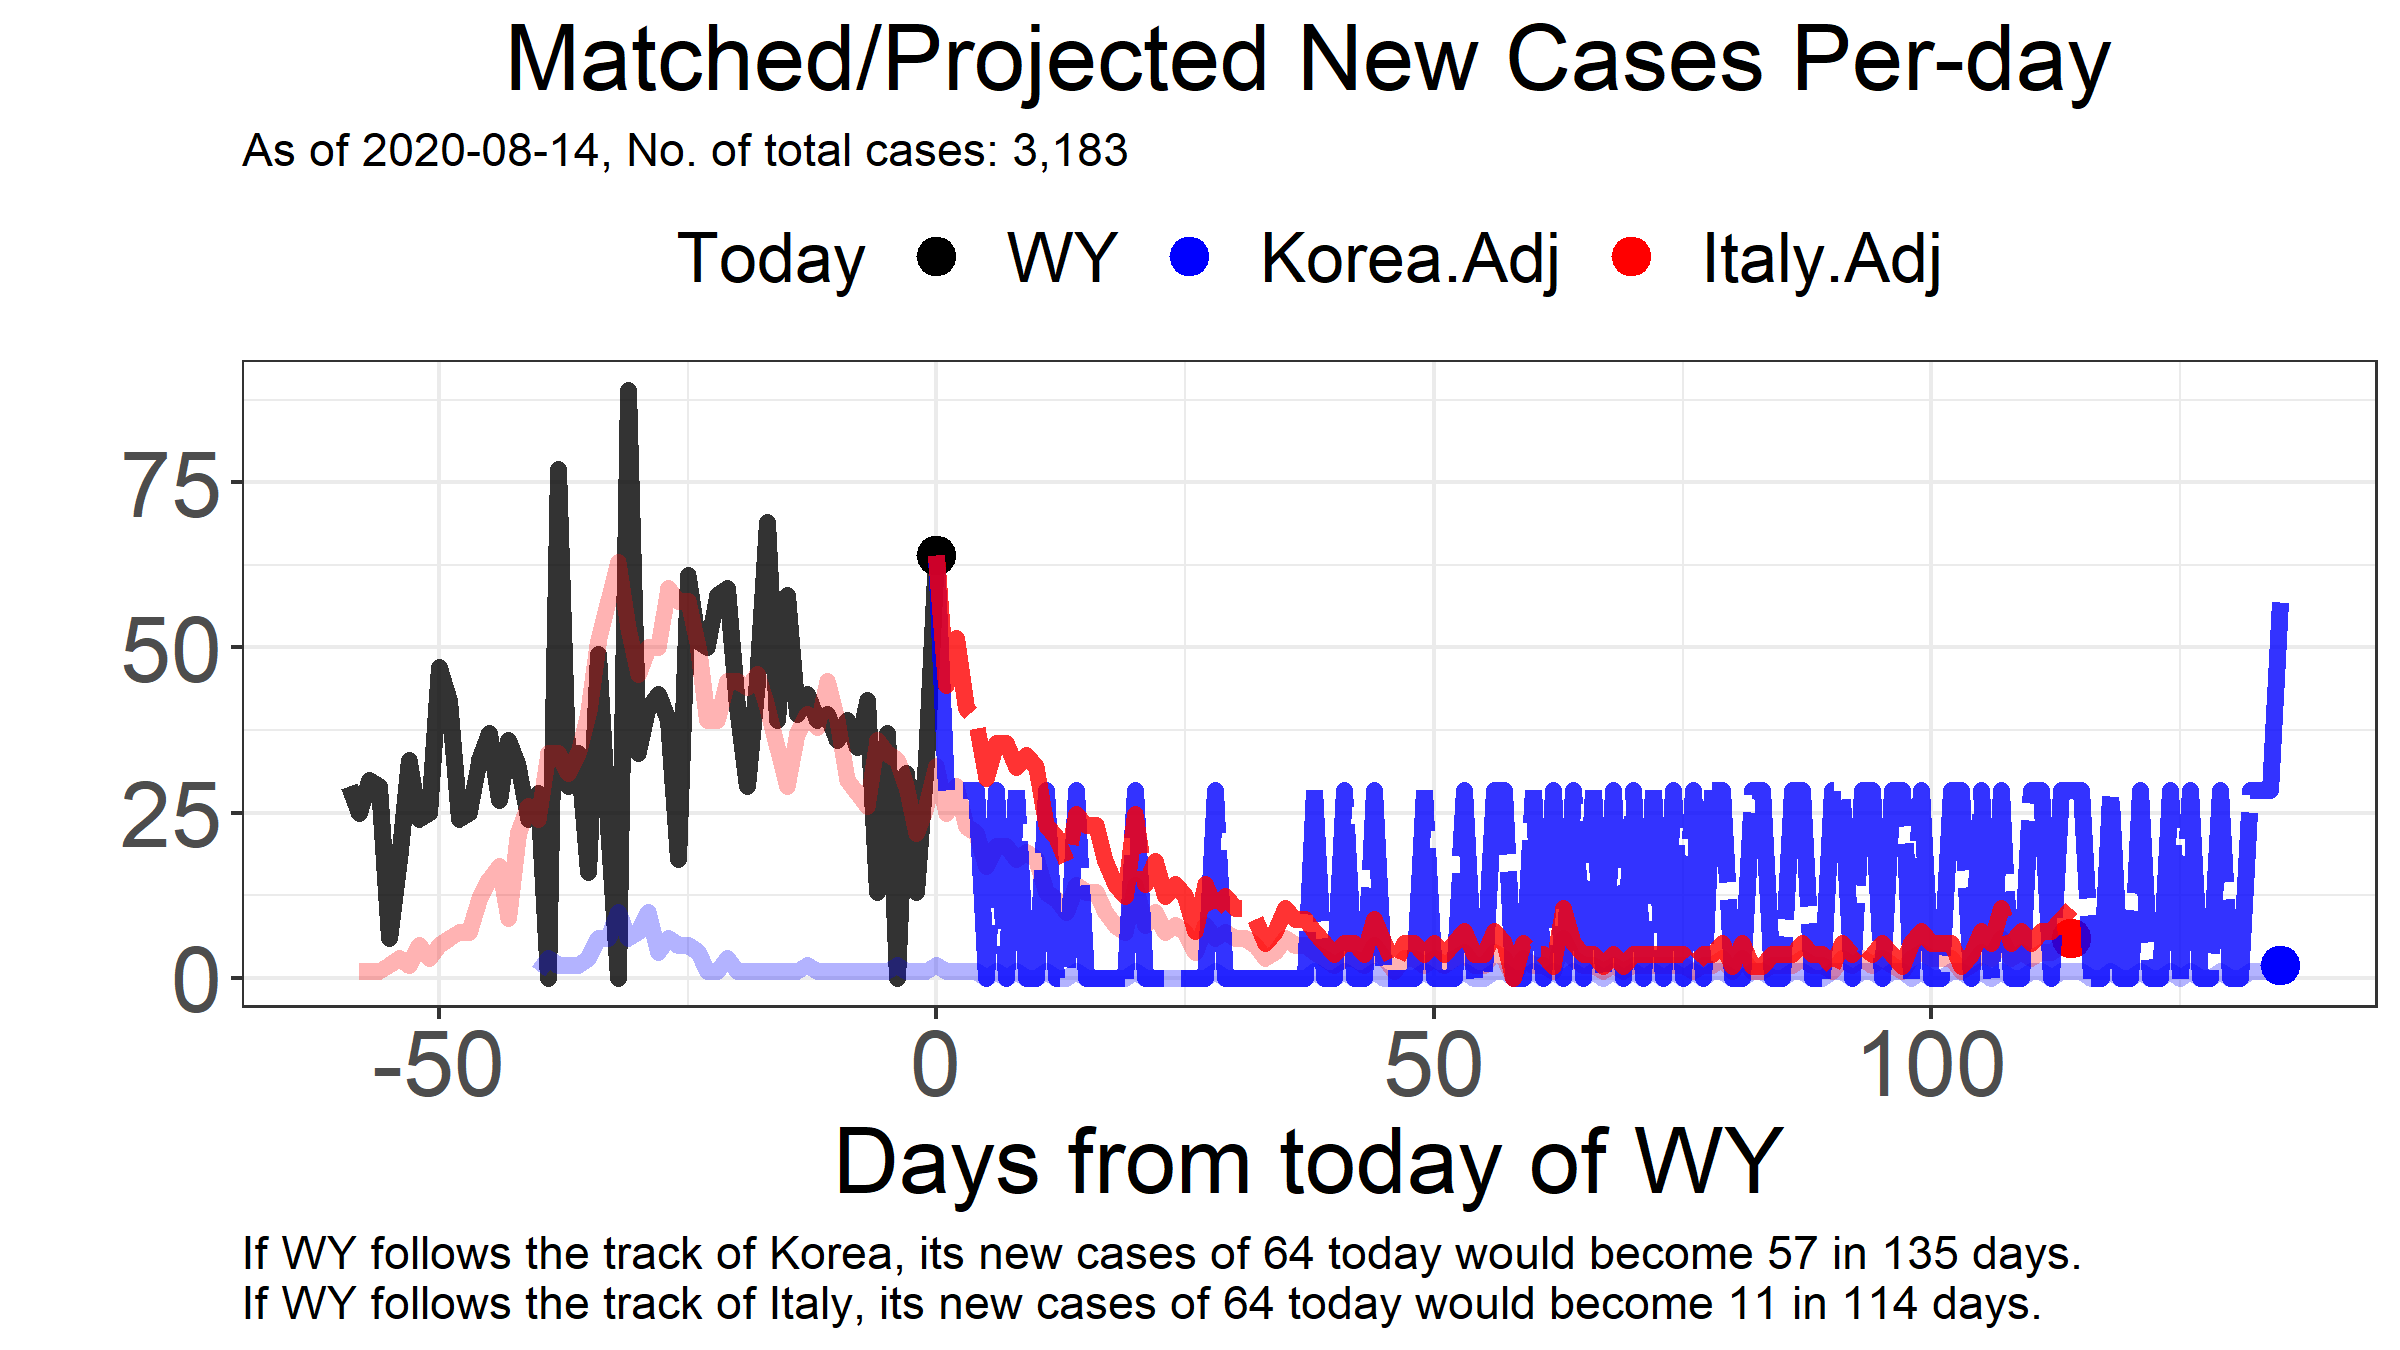 Matched/Projected New Cases Per-day
As of 2020-08-14, No. of total cases: 3,183
Today WY Korea.Adj Italy.Adj
75
50
25
0
-50 0 50 100
Days from today of WY
If WY follows the track of Korea, its new cases of 64 today would become 57 in 135 days.
If WY follows the track of Italy, its new cases of 64 today would become 11 in 114 days.